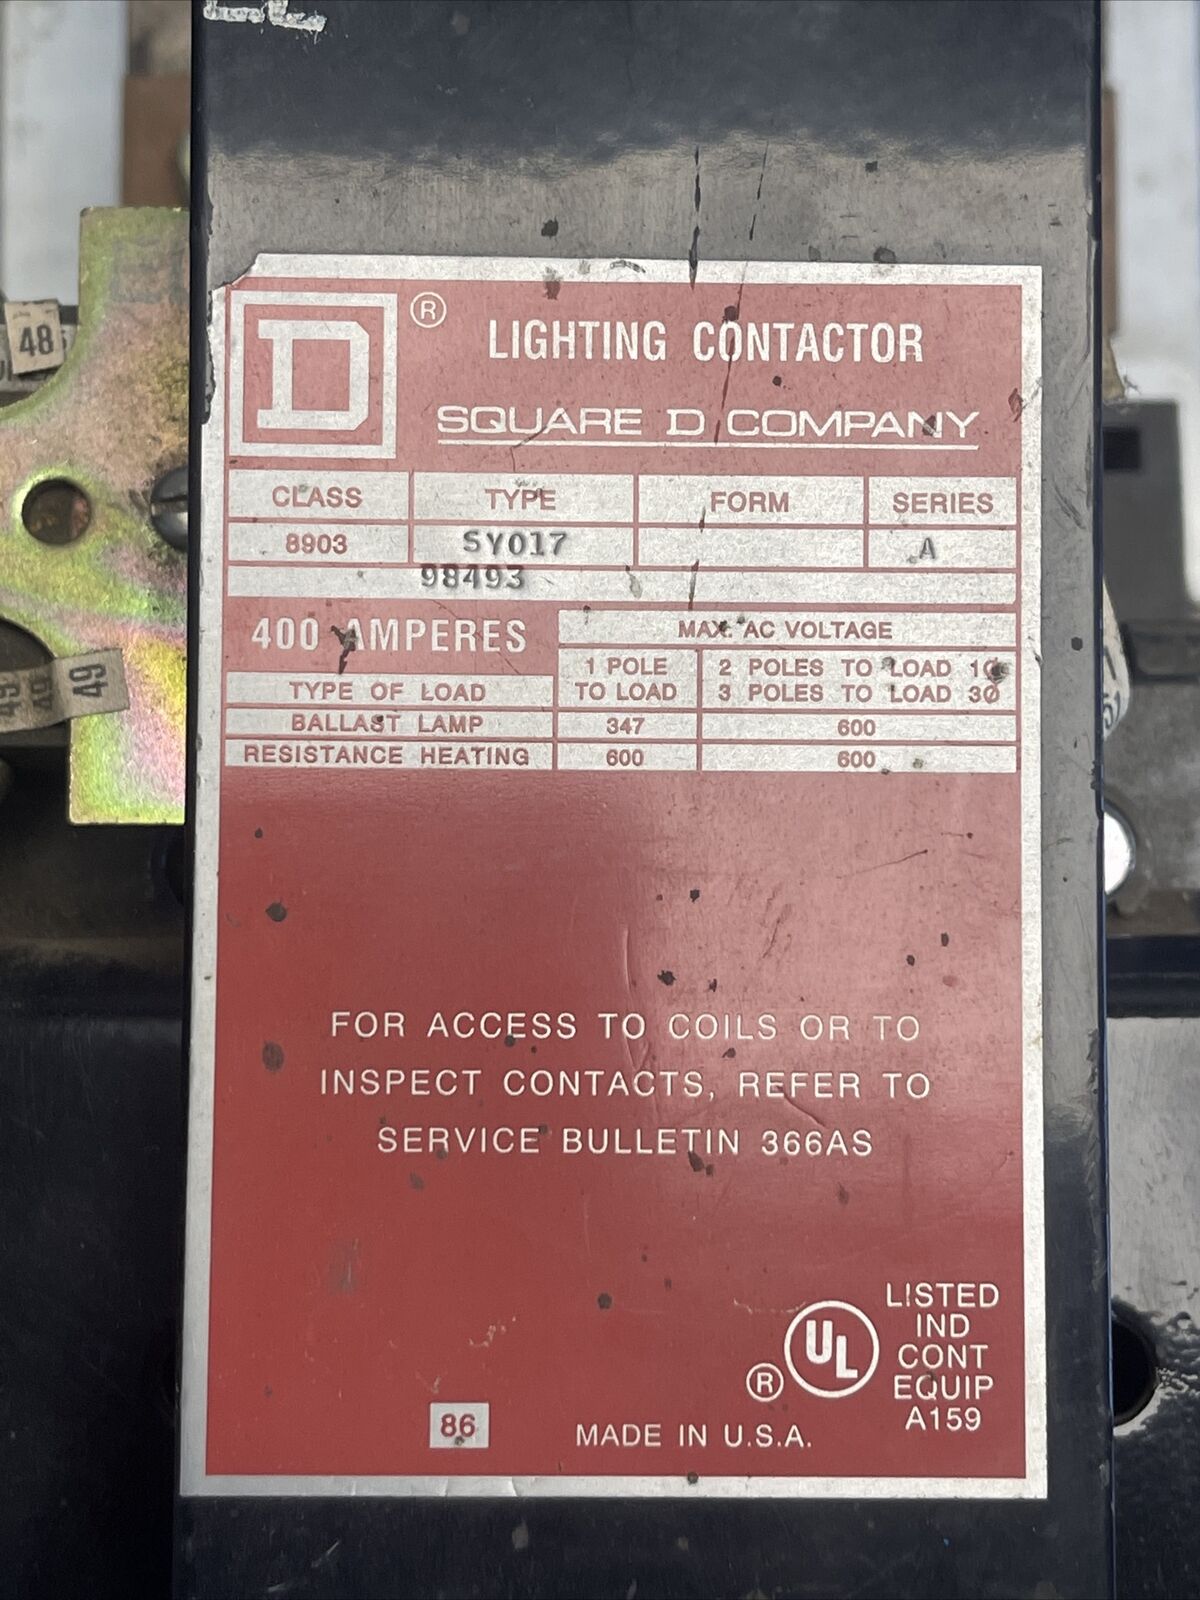 48
D ®
LIGHTING CONTACTOR
SQUARE D COMPANY
CLASS TYPE FORM SERIES
8903 SYO17 A
98493
400 AMPERES
MAX. AC VOLTAGE
1 POLE TO LOAD
2 POLES TO LOAD 1Ø
3 POLES TO LOAD 3Ø
TYPE OF LOAD
BALLAST LAMP 347 600
RESISTANCE HEATING 600 600
49 49 49
FOR ACCESS TO COILS OR TO
INSPECT CONTACTS, REFER TO
SERVICE BULLETIN 366AS
® UL
LISTED
IND
CONT
EQUIP
A159
86
MADE IN U.S.A.